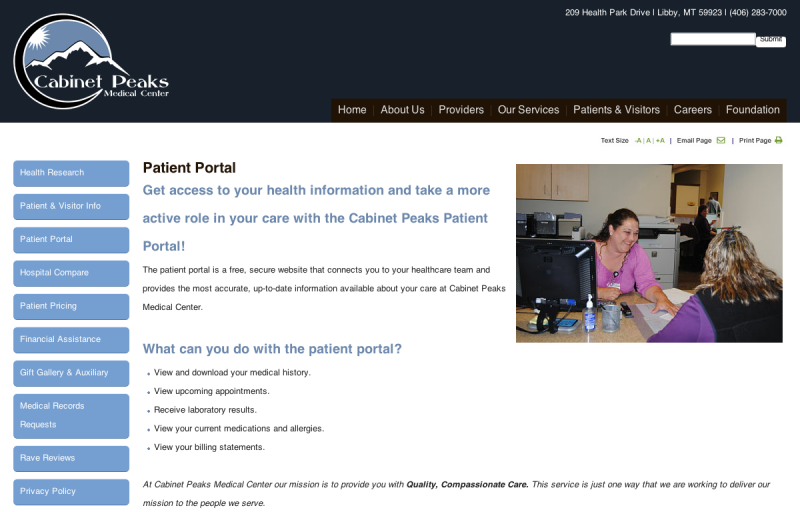 209 Health Park Drive | Libby, MT 59923 | (406) 283-7000
Submit
Cabinet Peaks
Medical Center
Home
About Us
Providers
Our Services
Patients & Visitors
Careers
Foundation
Text Size -A | A | +A | Email Page | Print Page
Health Research
Patient & Visitor Info
Patient Portal
Hospital Compare
Patient Pricing
Financial Assistance
Gift Gallery & Auxiliary
Medical Records
Requests
Rave Reviews
Privacy Policy
Patient Portal
Get access to your health information and take a more
active role in your care with the Cabinet Peaks Patient
Portal!
The patient portal is a free, secure website that connects you to your healthcare team and
provides the most accurate, up-to-date information available about your care at Cabinet Peaks
Medical Center.
What can you do with the patient portal?
View and download your medical history.
View upcoming appointments.
Receive laboratory results.
View your current medications and allergies.
View your billing statements.
At Cabinet Peaks Medical Center our mission is to provide you with Quality, Compassionate Care. This service is just one way that we are working to deliver our
mission to the people we serve.